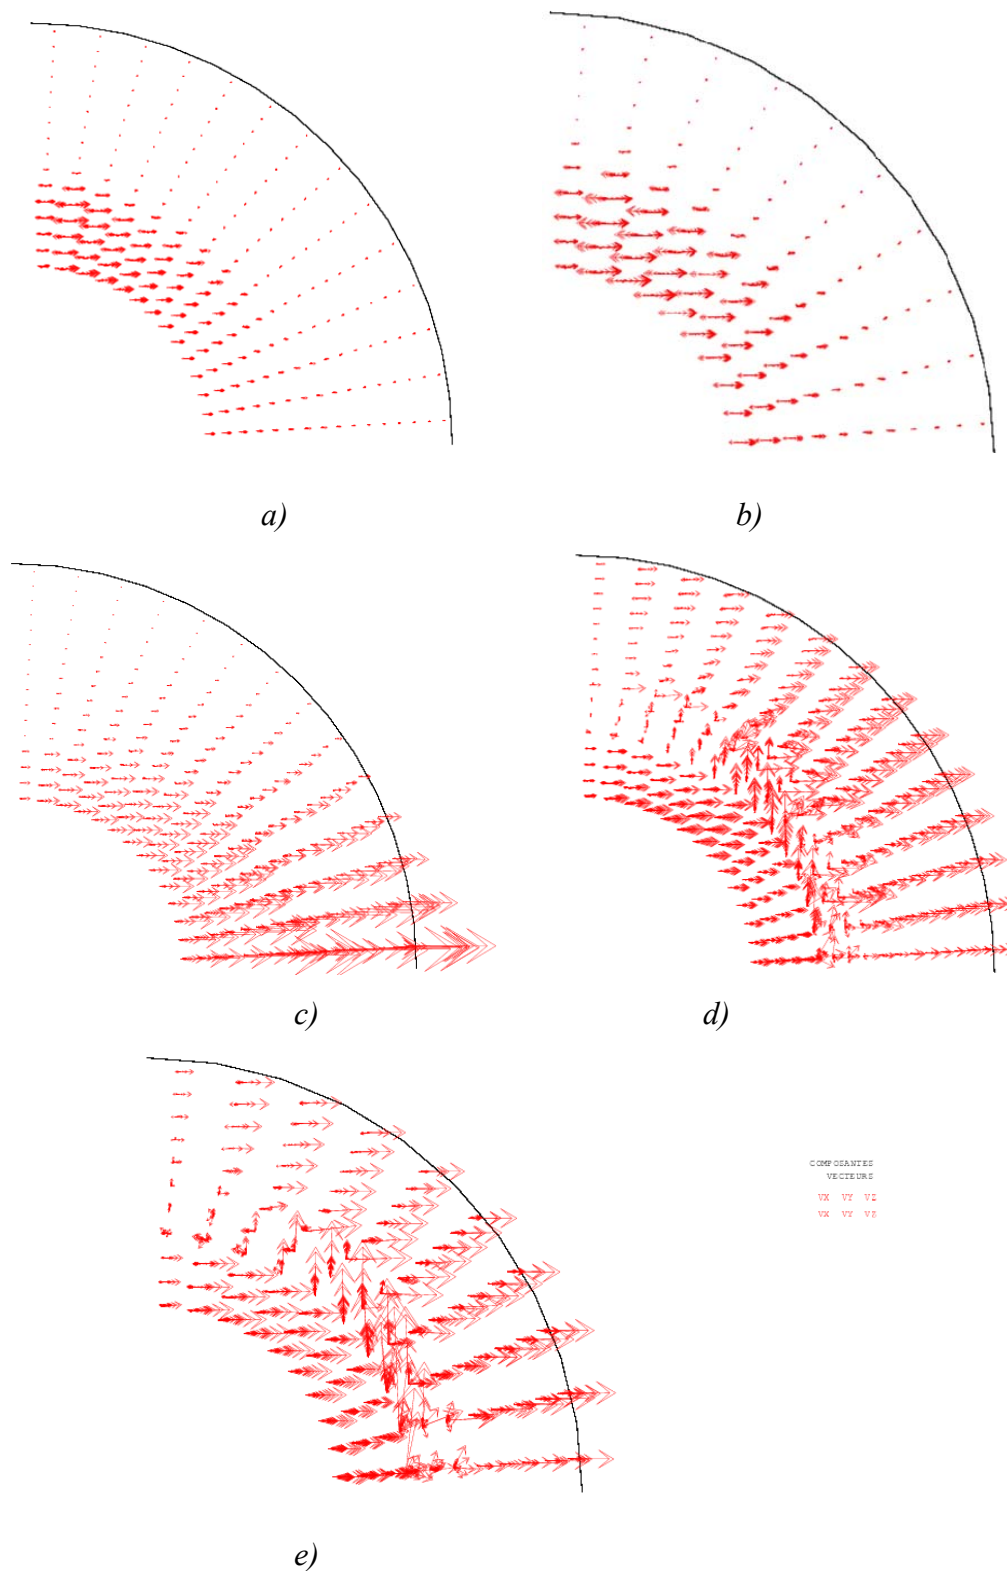 a)
b)
c)
d)
COMPOSANTES
VECTEURS
VX VY VZ
VX VY VZ
e)